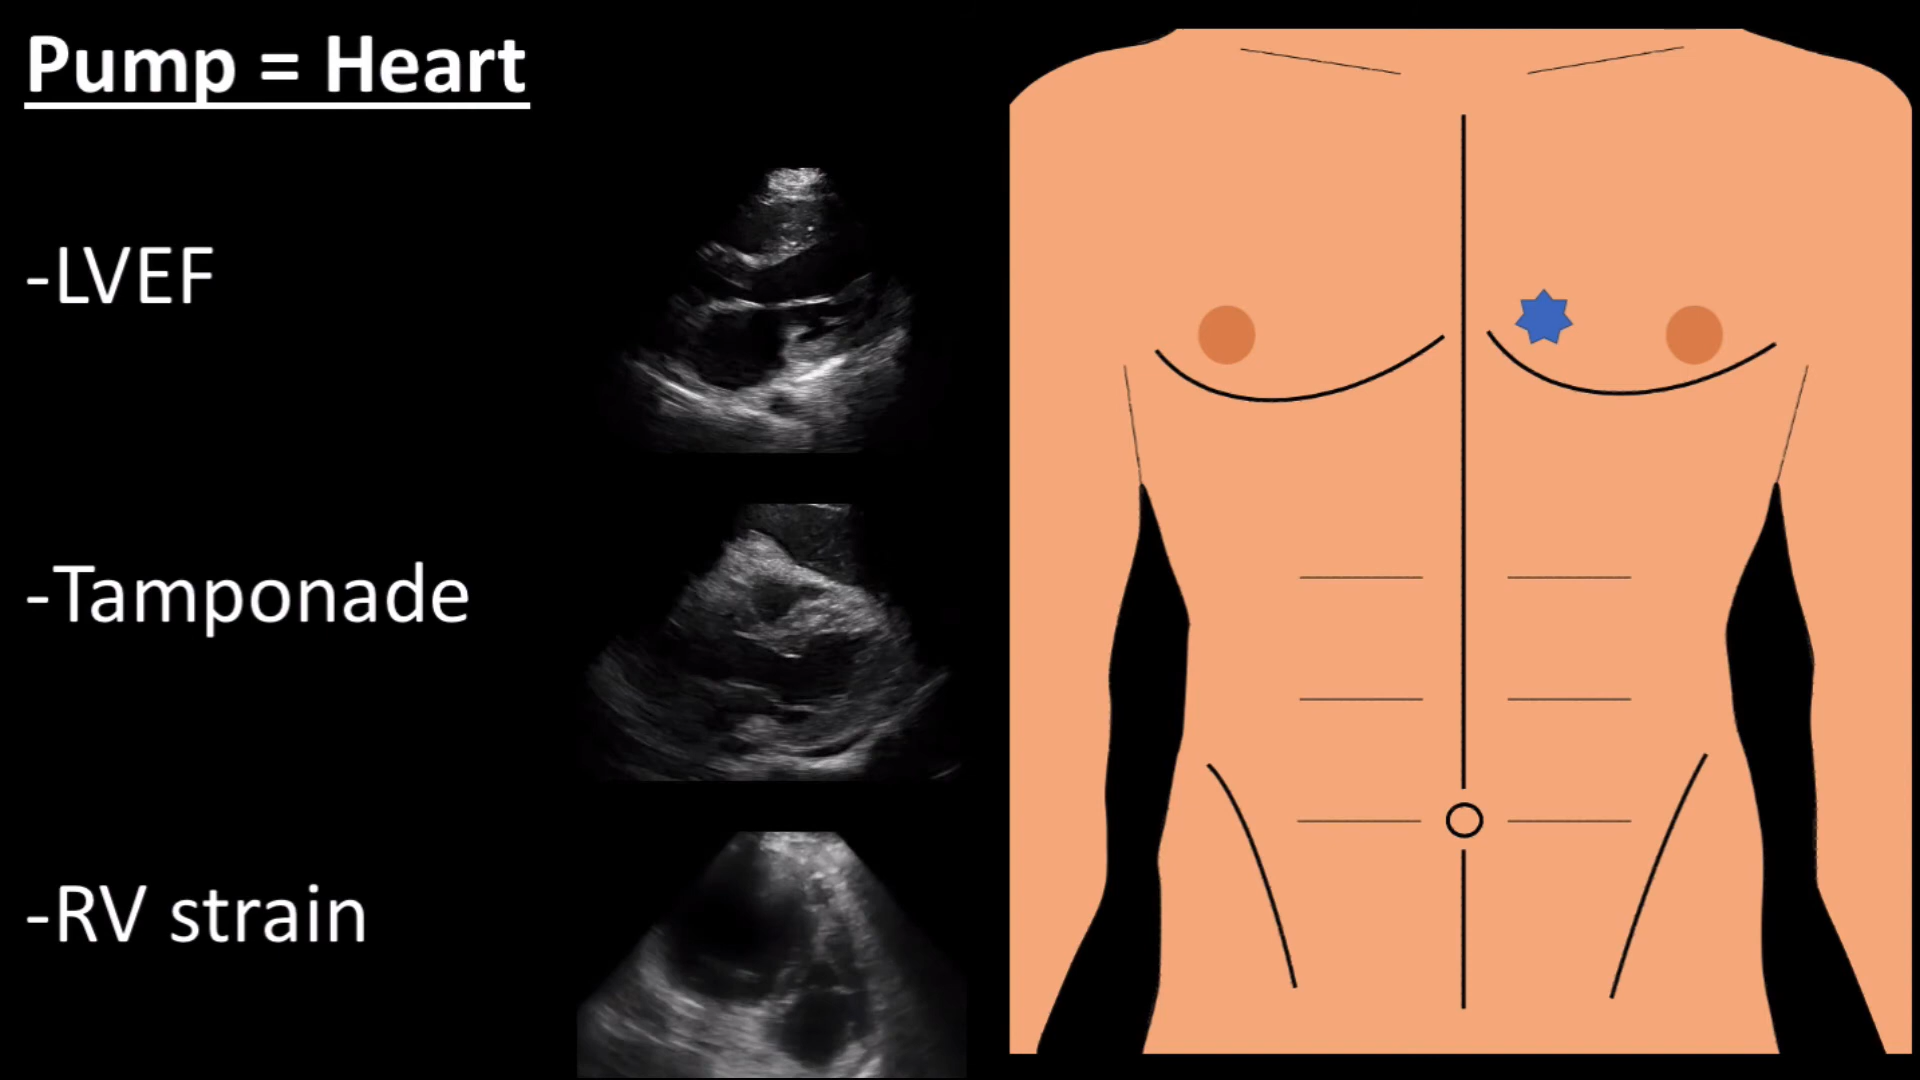 Pump = Heart
-LVEF
-Tamponade
-RV strain